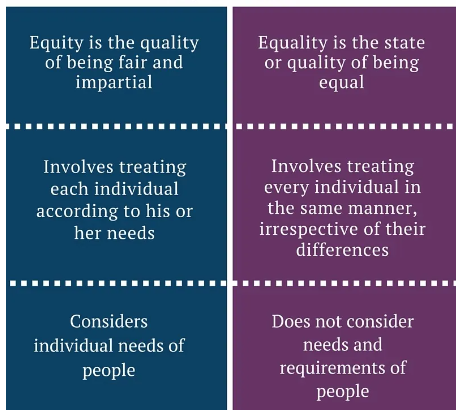 Equity is the quality
of being fair and
impartial
Equality is the state
or quality of being
equal
Involves treating
each individual
according to his or
her needs
Involves treating
every individual in
the same manner,
irrespective of their
differences
Considers
individual needs of
people
Does not consider
needs and
requirements of
people